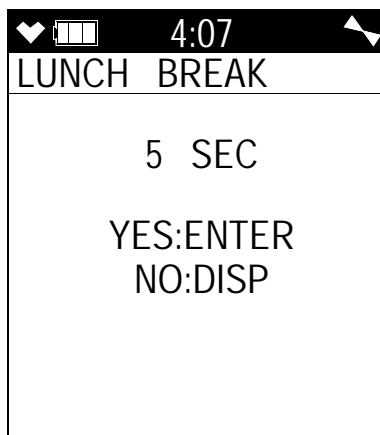 4:07
LUNCH BREAK
5 SEC
YES:ENTER
NO:DISP